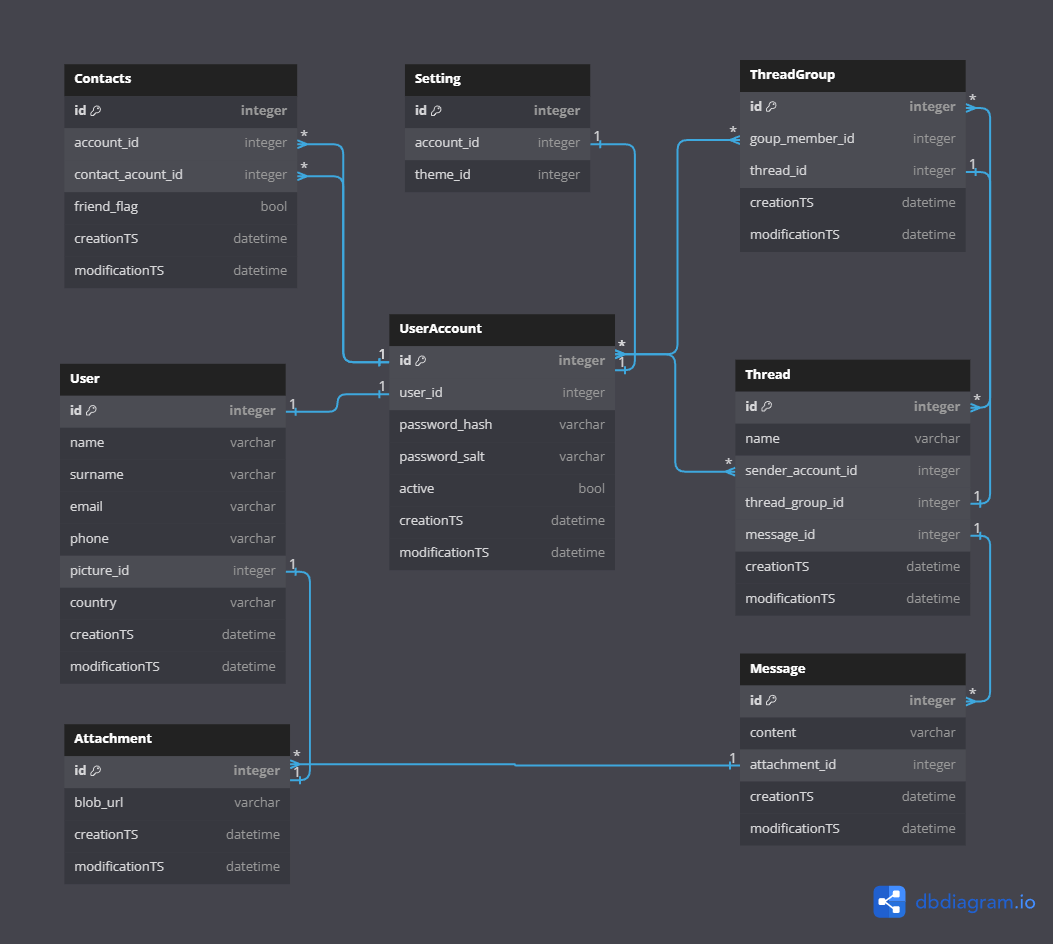 Contacts
id integer
account_id integer *
contact_acount_id integer *
friend_flag bool
creationTS datetime
modificationTS datetime
Setting
id integer
account_id integer 1
theme_id integer
ThreadGroup
id integer *
* goup_member_id integer
thread_id integer 1
creationTS datetime
modificationTS datetime
UserAccount
1 id integer * 1
1 user_id integer
password_hash varchar
password_salt varchar
active bool
creationTS datetime
modificationTS datetime
User
id integer 1
name varchar
surname varchar
email varchar
phone varchar
picture_id integer 1
country varchar
creationTS datetime
modificationTS datetime
Thread
id integer *
name varchar
* sender_account_id integer
thread_group_id integer 1
message_id integer 1
creationTS datetime
modificationTS datetime
Attachment
id integer * 1
blob_url varchar
creationTS datetime
modificationTS datetime
Message
id integer *
content varchar
1 attachment_id integer
creationTS datetime
modificationTS datetime
dbdiagram.io